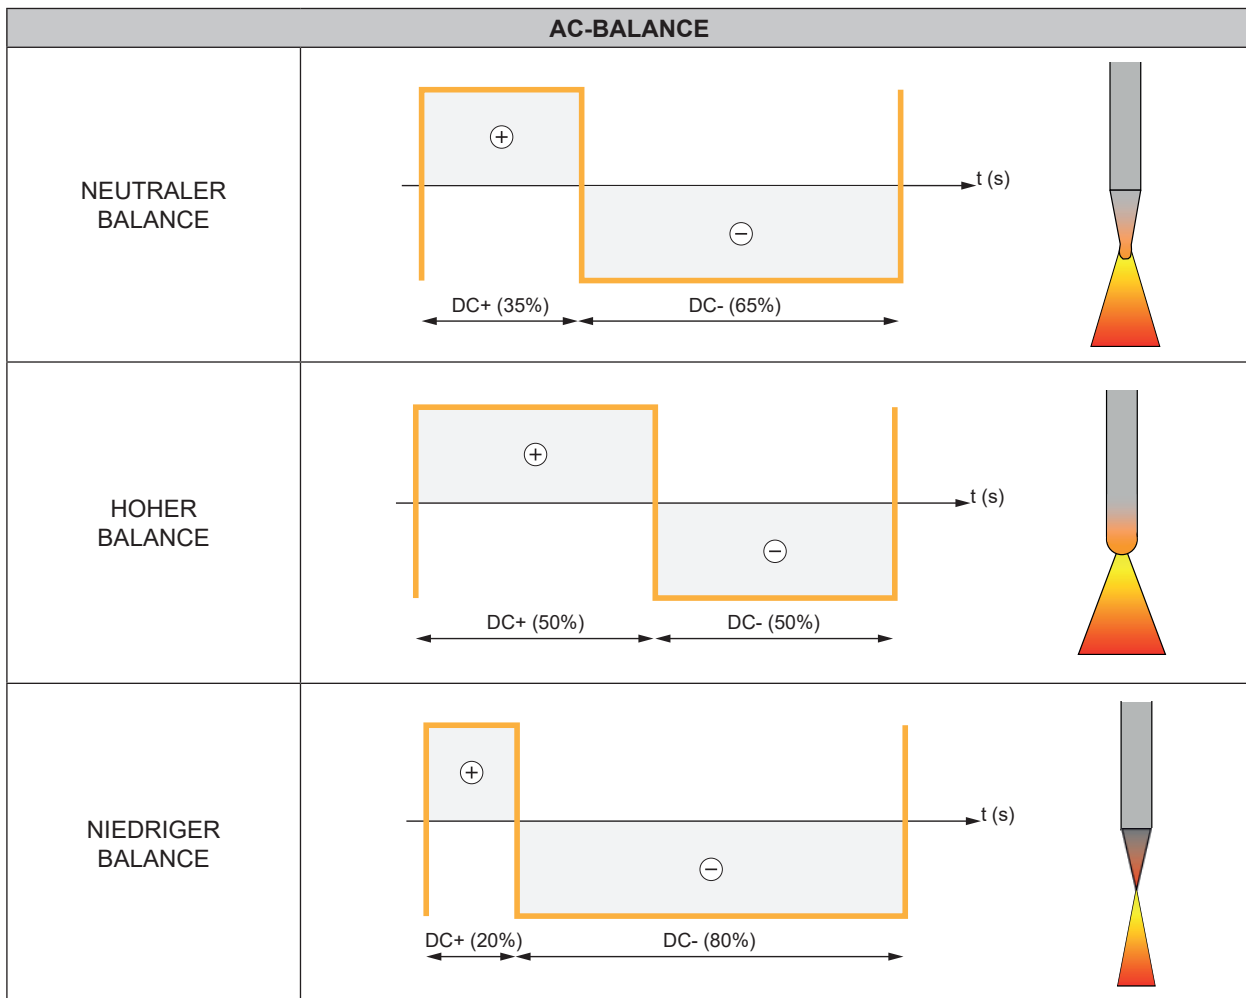 AC-BALANCE
NEUTRALER
BALANCE
+
t (s)
−
DC+ (35%)
DC- (65%)
HOHER
BALANCE
+
t (s)
−
DC+ (50%)
DC- (50%)
NIEDRIGER
BALANCE
+
t (s)
−
DC+ (20%)
DC- (80%)